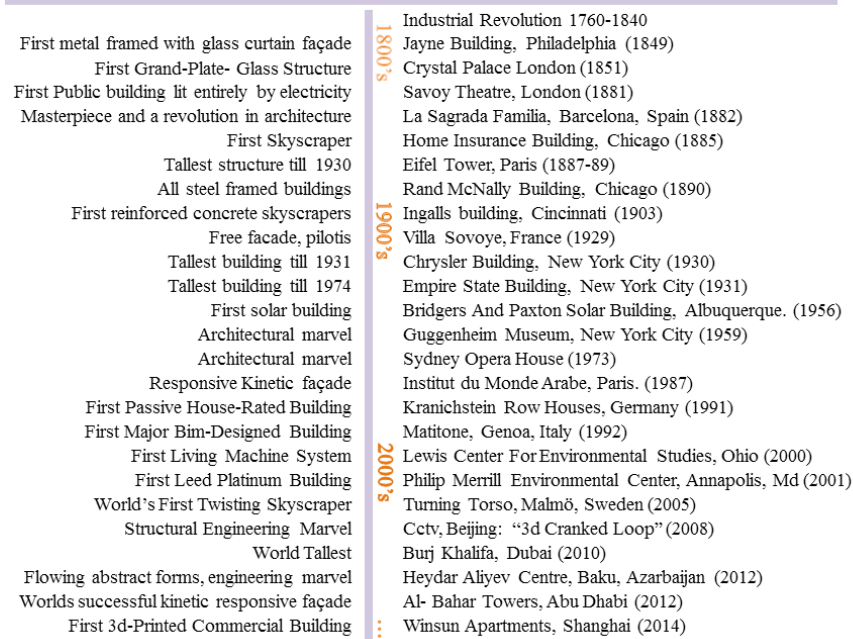 Industrial Revolution 1760-1840
1800's
First metal framed with glass curtain façade Jayne Building, Philadelphia (1849)
First Grand-Plate- Glass Structure Crystal Palace London (1851)
First Public building lit entirely by electricity Savoy Theatre, London (1881)
Masterpiece and a revolution in architecture La Sagrada Familia, Barcelona, Spain (1882)
First Skyscraper Home Insurance Building, Chicago (1885)
Tallest structure till 1930 Eifel Tower, Paris (1887-89)
All steel framed buildings Rand McNally Building, Chicago (1890)
1900's
First reinforced concrete skyscrapers Ingalls building, Cincinnati (1903)
Free facade, pilotis Villa Sovoye, France (1929)
Tallest building till 1931 Chrysler Building, New York City (1930)
Tallest building till 1974 Empire State Building, New York City (1931)
First solar building Bridgers And Paxton Solar Building, Albuquerque. (1956)
Architectural marvel Guggenheim Museum, New York City (1959)
Architectural marvel Sydney Opera House (1973)
Responsive Kinetic façade Institut du Monde Arabe, Paris. (1987)
First Passive House-Rated Building Kranichstein Row Houses, Germany (1991)
First Major Bim-Designed Building Matitone, Genoa, Italy (1992)
2000's
First Living Machine System Lewis Center For Environmental Studies, Ohio (2000)
First Leed Platinum Building Philip Merrill Environmental Center, Annapolis, Md (2001)
World's First Twisting Skyscraper Turning Torso, Malmö, Sweden (2005)
Structural Engineering Marvel Cctv, Beijing: "3d Cranked Loop" (2008)
World Tallest Burj Khalifa, Dubai (2010)
Flowing abstract forms, engineering marvel Heydar Aliyev Centre, Baku, Azarbaijan (2012)
Worlds successful kinetic responsive façade Al- Bahar Towers, Abu Dhabi (2012)
First 3d-Printed Commercial Building ... Winsun Apartments, Shanghai (2014)